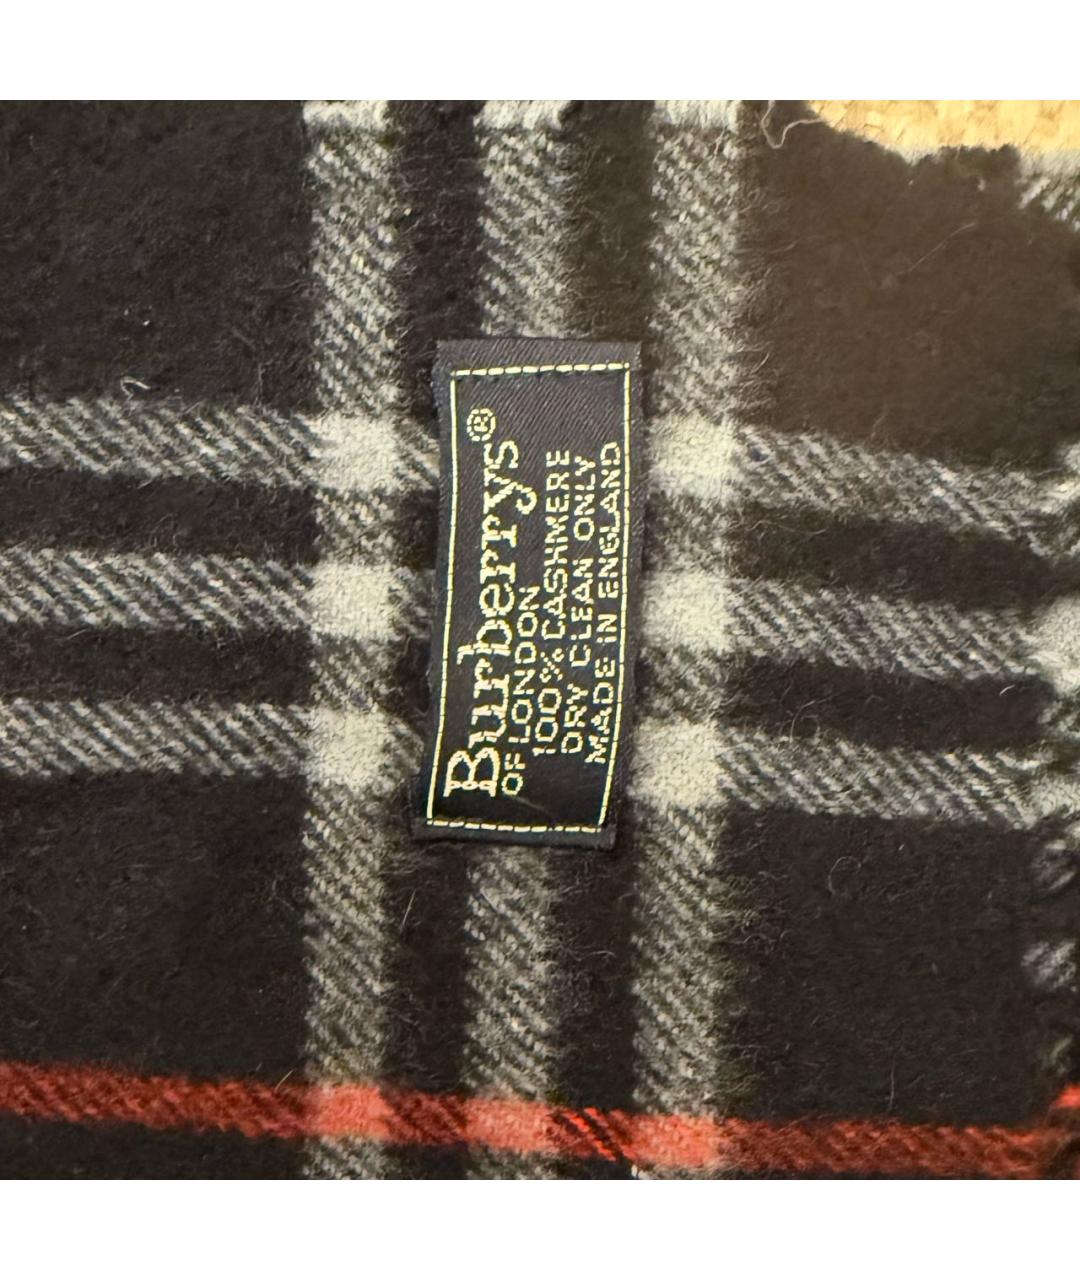 Burberrys®
OF LONDON
100% CASHMERE
DRY CLEAN ONLY
MADE IN ENGLAND